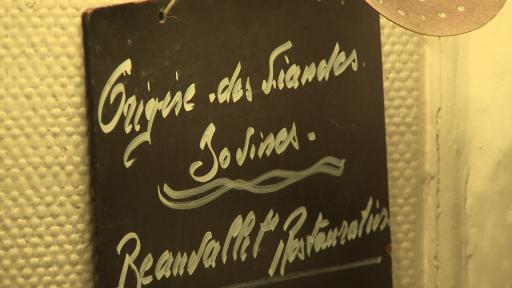 Origine des Viandes
Bovines.
Beauvallet Restauration